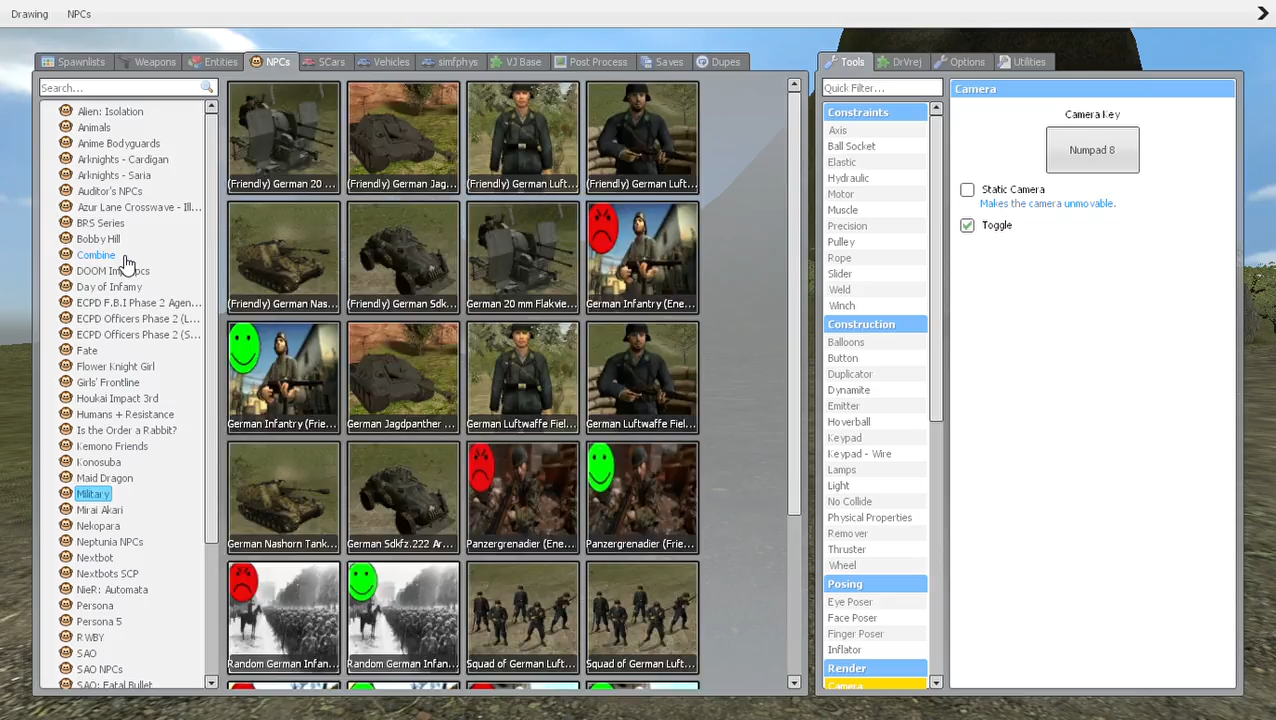 Drawing NPCs
Spawnlists Weapons Entities NPCs SCars Vehicles simfphys VJ Base Post Process Saves Dupes
Search...
Alien: Isolation
Animals
Anime Bodyguards
Arknights - Cardigan
Arknights - Saria
Auditor's NPCs
Azur Lane Crosswave - Ill...
BRS Series
Bobby Hill
Combine
DOOM
Day of Infamy
ECPD F.B.I Phase 2 Agen...
ECPD Officers Phase 2 (L...
ECPD Officers Phase 2 (S...
Fate
Flower Knight Girl
Girls' Frontline
Houkai Impact 3rd
Humans + Resistance
Is the Order a Rabbit?
Kemono Friends
Konosuba
Maid Dragon
Military
Mirai Akari
Nekopara
Neptunia NPCs
Nextbot
Nextbots SCP
NieR: Automata
Persona
Persona 5
RWBY
SAO
SAO NPCs
SAO: Fatal Bullet
(Friendly) German 20 ... (Friendly) German Jag... (Friendly) German Luft... (Friendly) German Luft...
(Friendly) German Nas... (Friendly) German Sdk... German 20 mm Flakvie... German Infantry (Ene...
German Infantry (Frie... German Jagdpanther ... German Luftwaffe Fiel... German Luftwaffe Fiel...
German Nashorn Tank... German Sdkfz.222 Ar... Panzergrenadier (Ene... Panzergrenadier (Frie...
Random German Infan... Random German Infan... Squad of German Luft... Squad of German Luft...
Tools DrVrej Options Utilities
Quick Filter...
Constraints
Axis
Ball Socket
Elastic
Hydraulic
Motor
Muscle
Precision
Pulley
Rope
Slider
Weld
Winch
Construction
Balloons
Button
Duplicator
Dynamite
Emitter
Hoverball
Keypad
Keypad - Wire
Lamps
Light
No Collide
Physical Properties
Remover
Thruster
Wheel
Posing
Eye Poser
Face Poser
Finger Poser
Inflator
Render
Camera
Camera
Camera Key
Numpad 8
Static Camera
Makes the camera unmovable.
Toggle